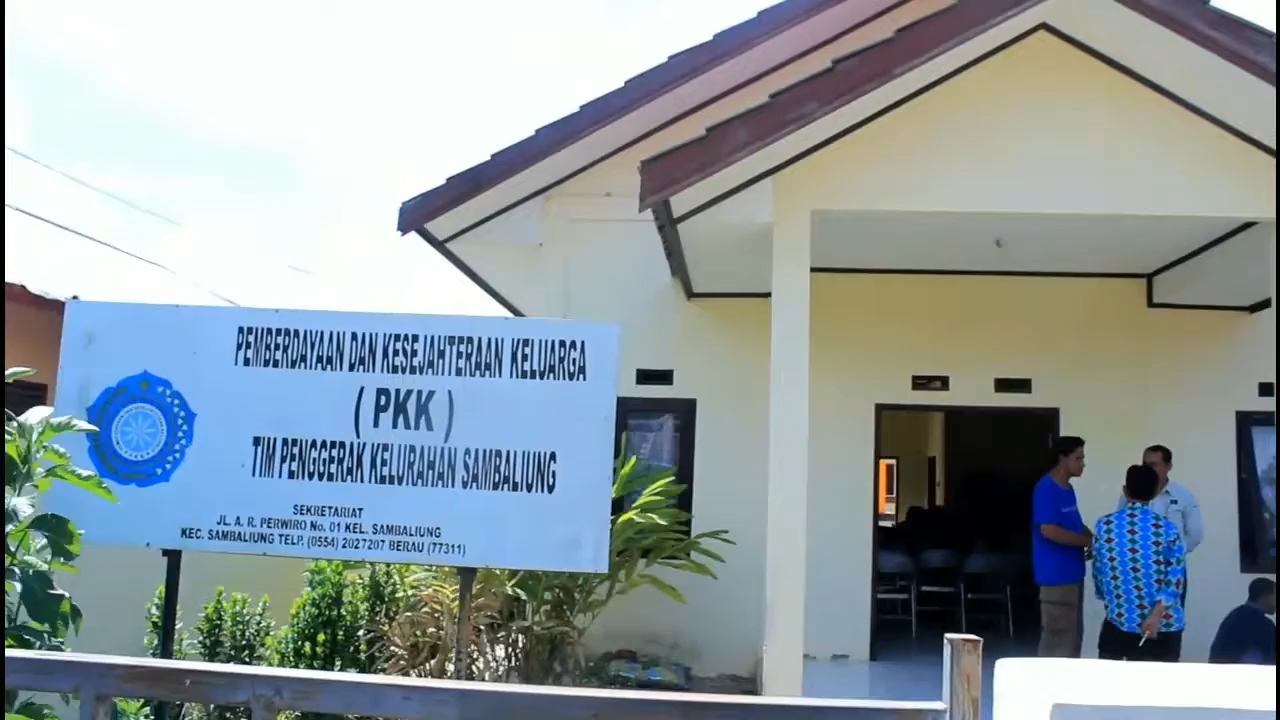 PEMBERDAYAAN DAN KESEJAHTERAAN KELUARGA
( PKK )
TIM PENGGERAK KELURAHAN SAMBALIUNG
SEKRETARIAT
JL. A. R. PERWIRO No. 01 KEL. SAMBALIUNG
KEC. SAMBALIUNG TELP. (0554) 2027207 BERAU (77311)